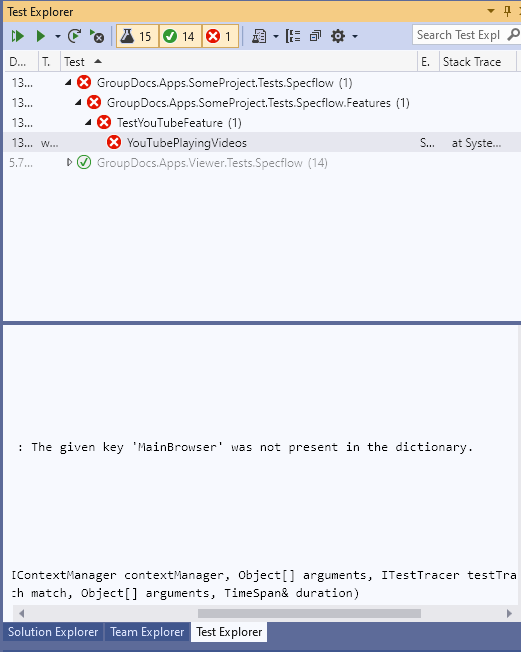 Test Explorer
15 14 1 Search Test Expl
D... T. Test E. Stack Trace
13... GroupDocs.Apps.SomeProject.Tests.Specflow (1)
13... GroupDocs.Apps.SomeProject.Tests.Specflow.Features (1)
13... TestYouTubeFeature (1)
13... w... YouTubePlayingVideos S... at Syste...
5.7... GroupDocs.Apps.Viewer.Tests.Specflow (14)
: The given key 'MainBrowser' was not present in the dictionary.
IContextManager contextManager, Object[] arguments, ITestTracer testTra
ch match, Object[] arguments, TimeSpan& duration)
Solution Explorer Team Explorer Test Explorer